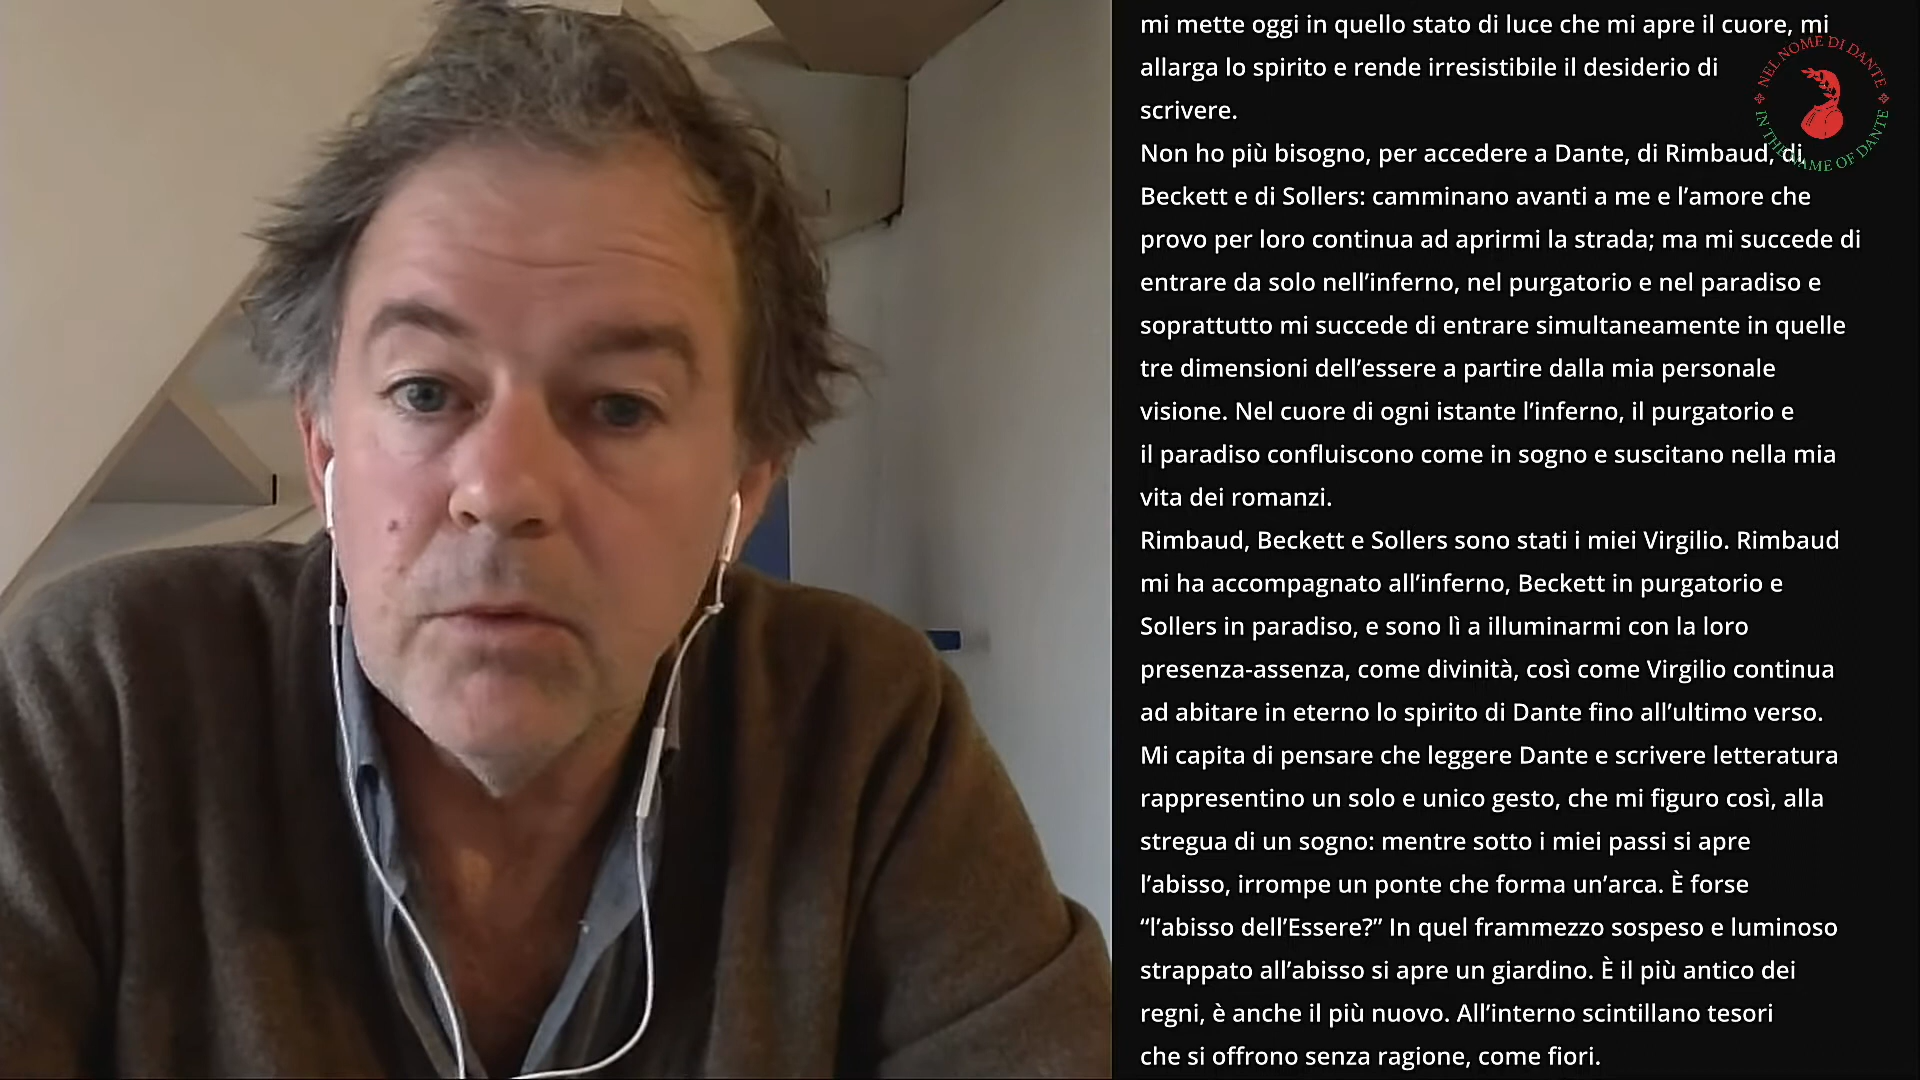 mi mette oggi in quello stato di luce che mi apre il cuore, mi
allarga lo spirito e rende irresistibile il desiderio di
scrivere.
NEL NOME DI DANTE
IN THE NAME OF DANTE
Non ho più bisogno, per accedere a Dante, di Rimbaud, di
Beckett e di Sollers: camminano avanti a me e l’amore che
provo per loro continua ad aprirmi la strada; ma mi succede di
entrare da solo nell’inferno, nel purgatorio e nel paradiso e
soprattutto mi succede di entrare simultaneamente in quelle
tre dimensioni dell’essere a partire dalla mia personale
visione. Nel cuore di ogni istante l’inferno, il purgatorio e
il paradiso confluiscono come in sogno e suscitano nella mia
vita dei romanzi.
Rimbaud, Beckett e Sollers sono stati i miei Virgilio. Rimbaud
mi ha accompagnato all’inferno, Beckett in purgatorio e
Sollers in paradiso, e sono lì a illuminarmi con la loro
presenza-assenza, come divinità, così come Virgilio continua
ad abitare in eterno lo spirito di Dante fino all’ultimo verso.
Mi capita di pensare che leggere Dante e scrivere letteratura
rappresentino un solo e unico gesto, che mi figuro così, alla
stregua di un sogno: mentre sotto i miei passi si apre
l’abisso, irrompe un ponte che forma un’arca. È forse
“l’abisso dell’Essere?” In quel frammezzo sospeso e luminoso
strappato all’abisso si apre un giardino. È il più antico dei
regni, è anche il più nuovo. All’interno scintillano tesori
che si offrono senza ragione, come fiori.